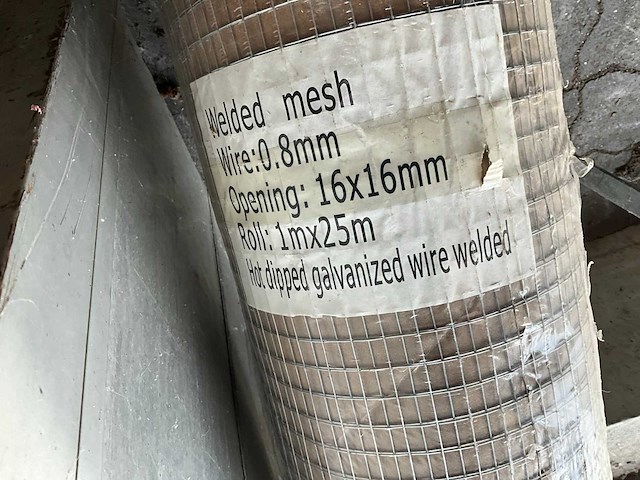 Welded mesh
Wire:0.8mm
Opening: 16x16mm
Roll: 1mx25m
Hot dipped galvanized wire welded